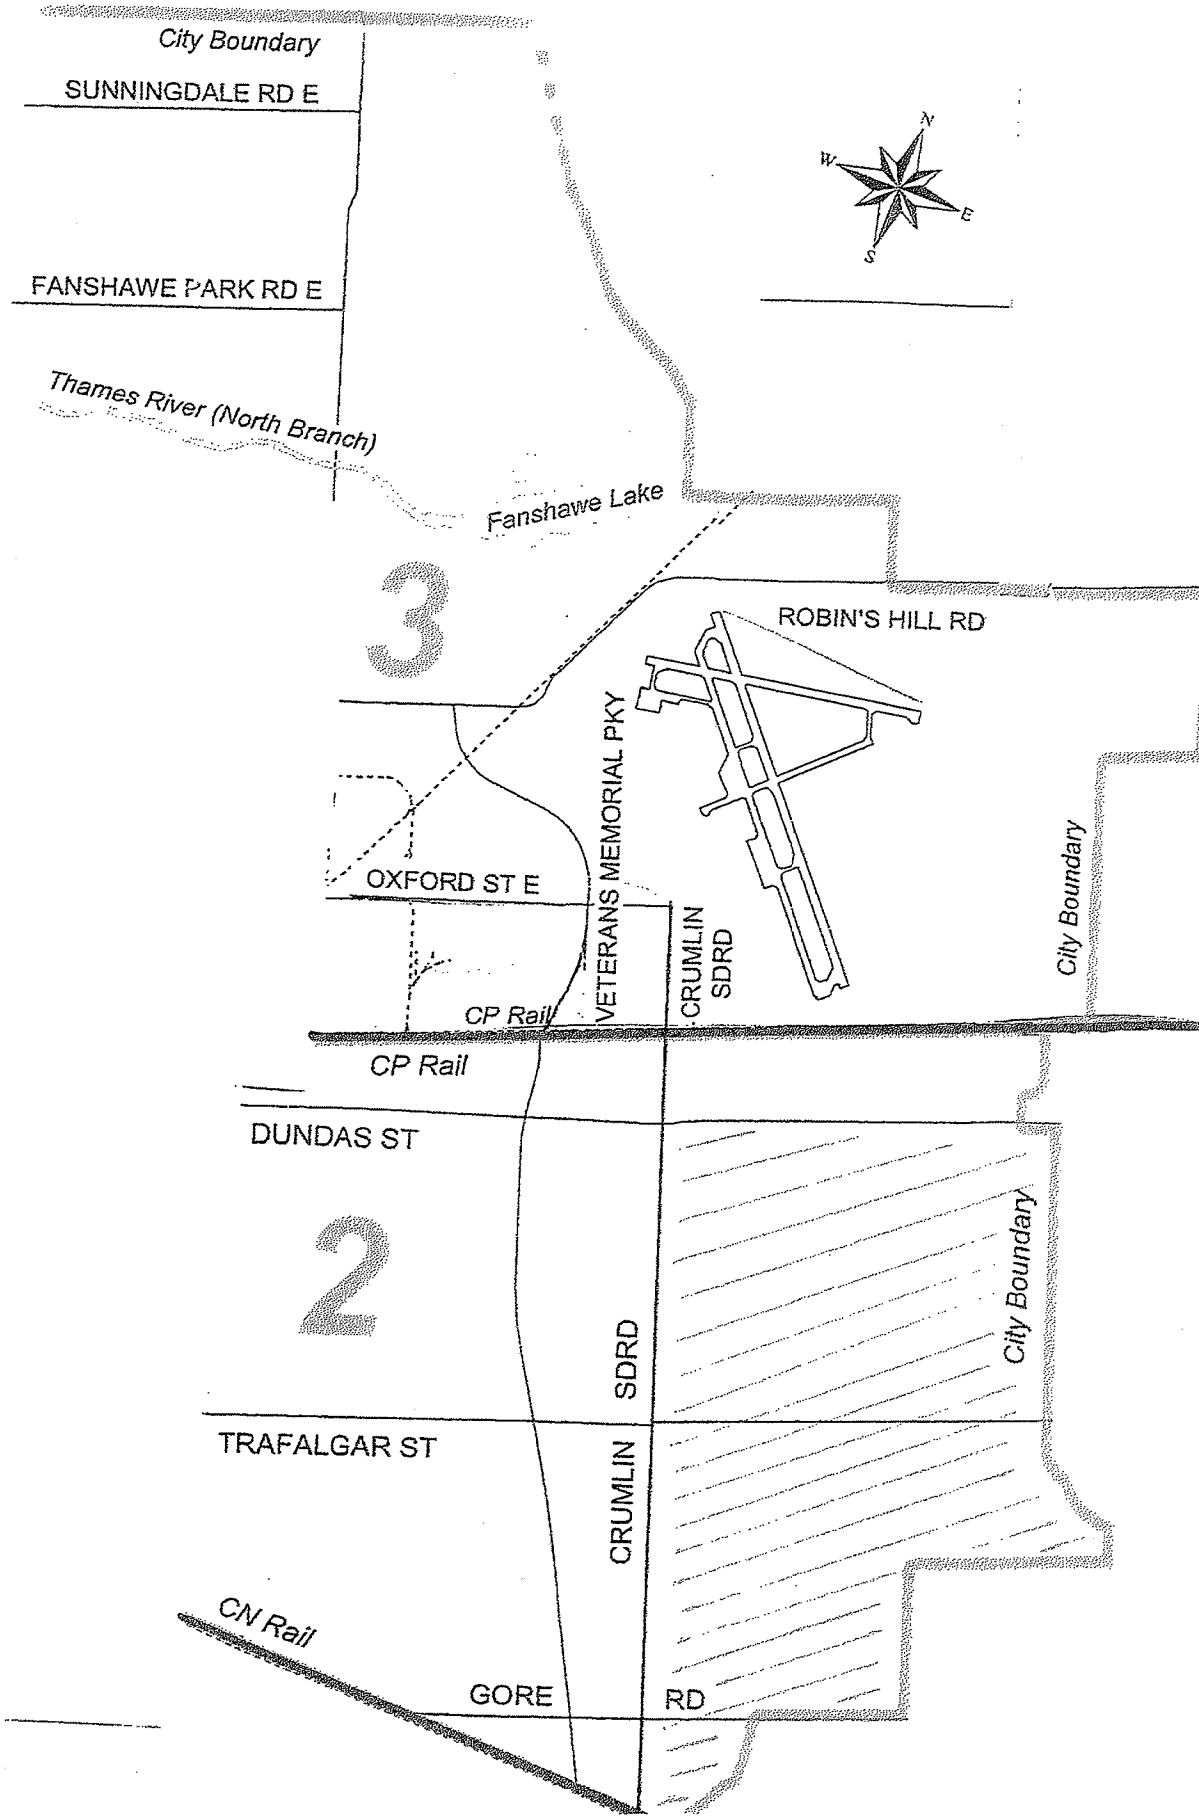 City Boundary
SUNNINGDALE RD E
N
W
E
S
FANSHAWE PARK RD E
Thames River (North Branch)
Fanshawe Lake
3
ROBIN'S HILL RD
VETERANS MEMORIAL PKY
OXFORD ST E
CRUMLIN
SDRD
City Boundary
CP Rail
CP Rail
DUNDAS ST
2
City Boundary
SDRD
TRAFALGAR ST
CRUMLIN
CN Rail
GORE RD